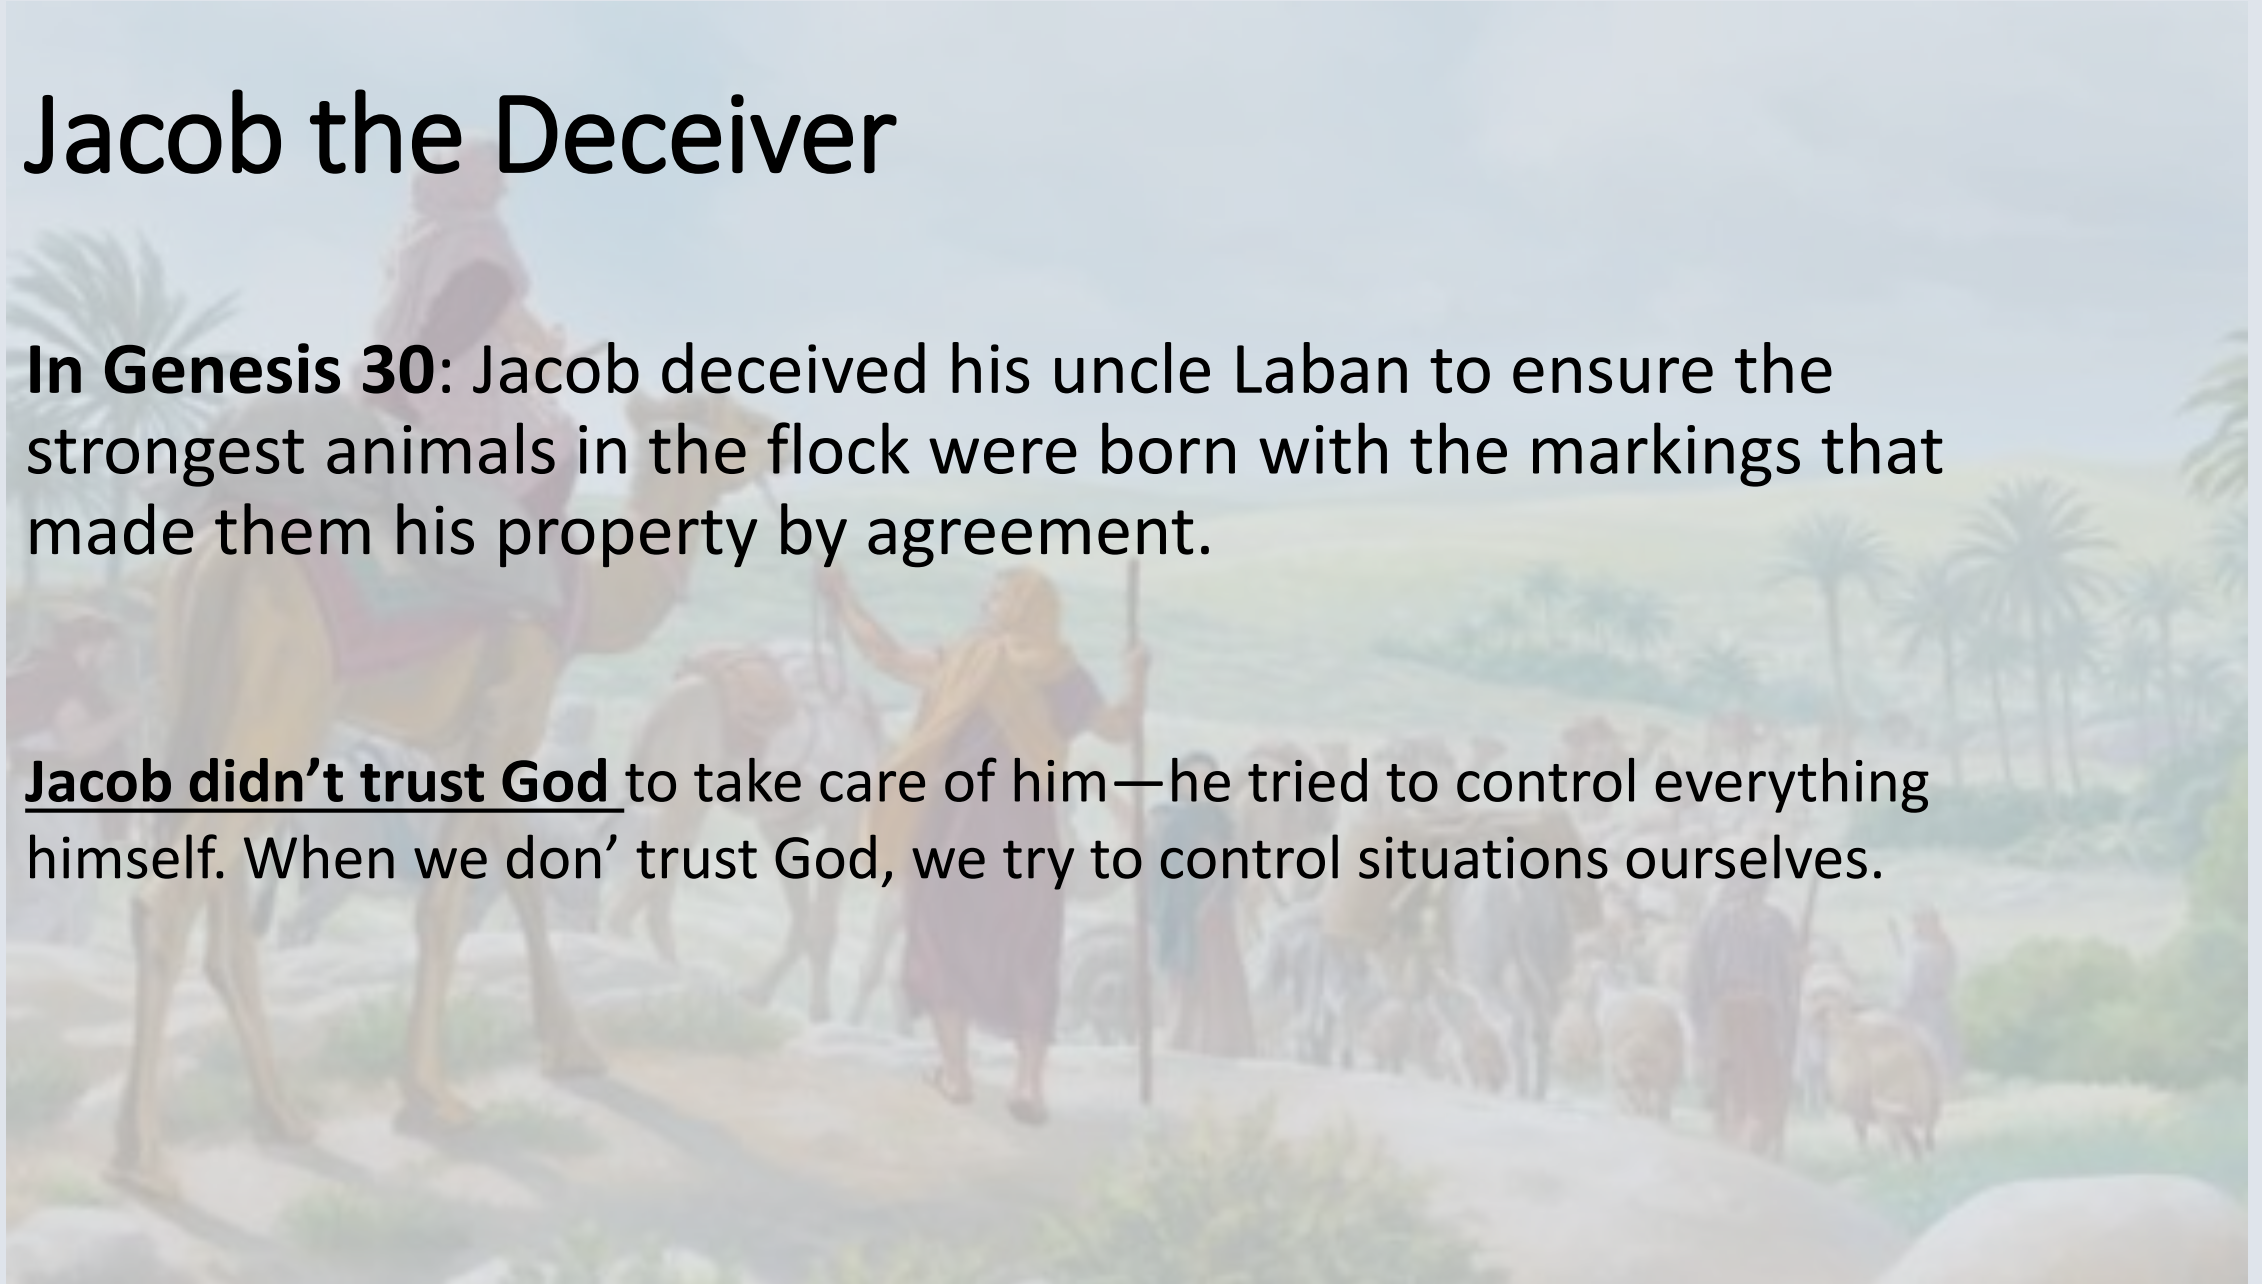 Jacob the Deceiver
In Genesis 30: Jacob deceived his uncle Laban to ensure the
strongest animals in the flock were born with the markings that
made them his property by agreement.
Jacob didn’t trust God to take care of him—he tried to control everything
himself. When we don’ trust God, we try to control situations ourselves.